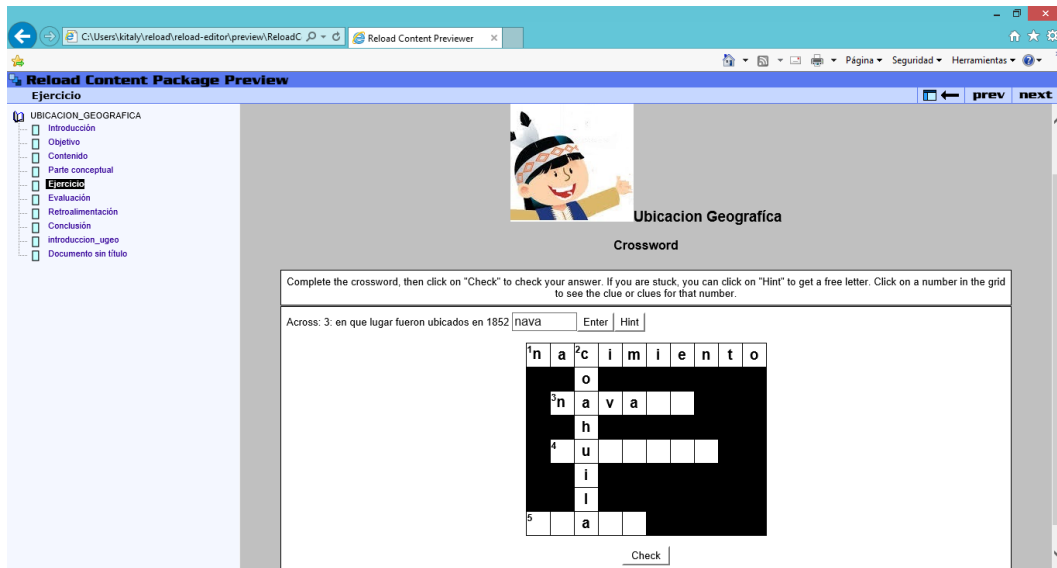 C:\Users\kitaly\reload\reload-editor\preview\ReloadC
Reload Content Previewer
Página
Seguridad
Herramientas
Reload Content Package Preview
Ejercicio
prev
next
UBICACION_GEOGRAFICA
Introducción
Objetivo
Contenido
Parte conceptual
Ejercicio
Evaluación
Retroalimentación
Conclusión
introduccion_ugeo
Documento sin título
Ubicacion Geografíca
Crossword
Complete the crossword, then click on "Check" to check your answer. If you are stuck, you can click on "Hint" to get a free letter. Click on a number in the grid
to see the clue or clues for that number.
Across: 3: en que lugar fueron ubicados en 1852 nava Enter Hint
1n a 2c i m i e n t o
o
3n a v a
h
4 u
i
l
5 a
Check